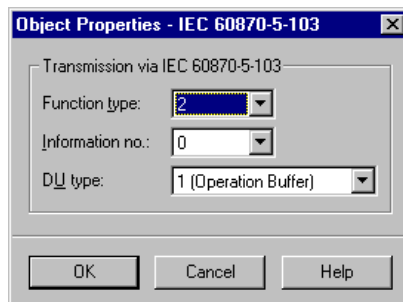 Object Properties - IEC 60870-5-103
Transmission via IEC 60870-5-103
Function type: 2
Information no.: 0
DU type: 1 (Operation Buffer)
OK Cancel Help